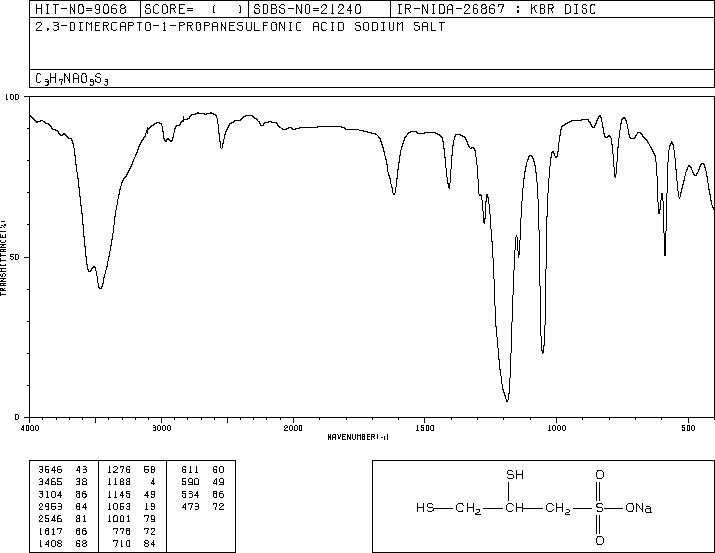 HIT-NO=9068 SCORE= ( ) SDBS-NO=21240 IR-NIDA-26867 : KBR DISC
2,3-DIMERCAPTO-1-PROPANESULFONIC ACID SODIUM SALT
C3H7NAO3S3
100
50
0
TRANSMITTANCE(%)
4000 3000 2000 1500 1000 500
WAVENUMBER(-1)
3546 43 1276 58 611 60
3465 38 1188 4 590 49
3104 86 1145 49 534 66
2963 84 1053 19 473 72
2546 81 1001 79
1617 66 778 72
1408 68 710 84
SH O
HS CH2 CH CH2 S ONa
O